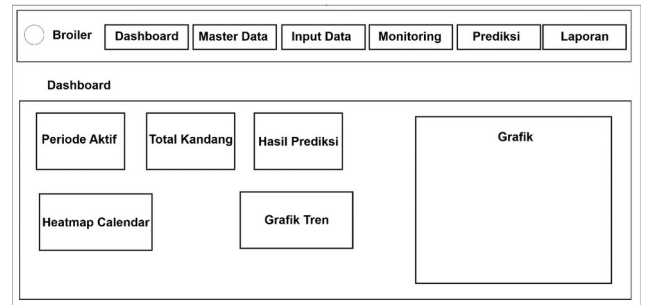 Broiler
Dashboard
Master Data
Input Data
Monitoring
Prediksi
Laporan
Dashboard
Periode Aktif
Total Kandang
Hasil Prediksi
Grafik
Heatmap Calendar
Grafik Tren